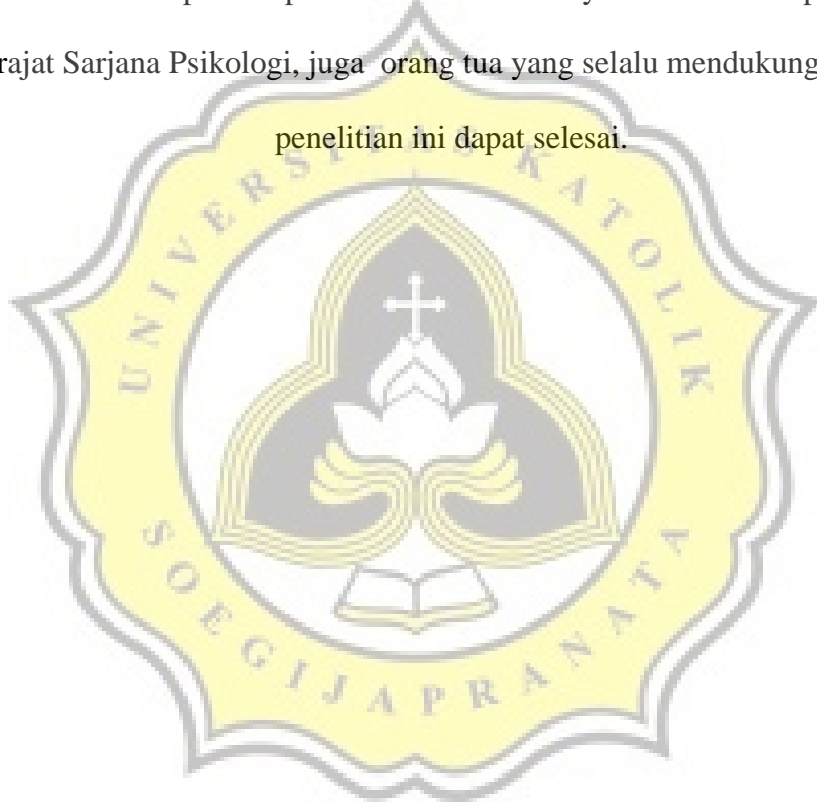 rajat Sarjana Psikologi, juga orang tua yang selalu mendukung
penelitian ini dapat selesai.
UNIVERSITAS KATOLIK
SOEGIJAPRANATA